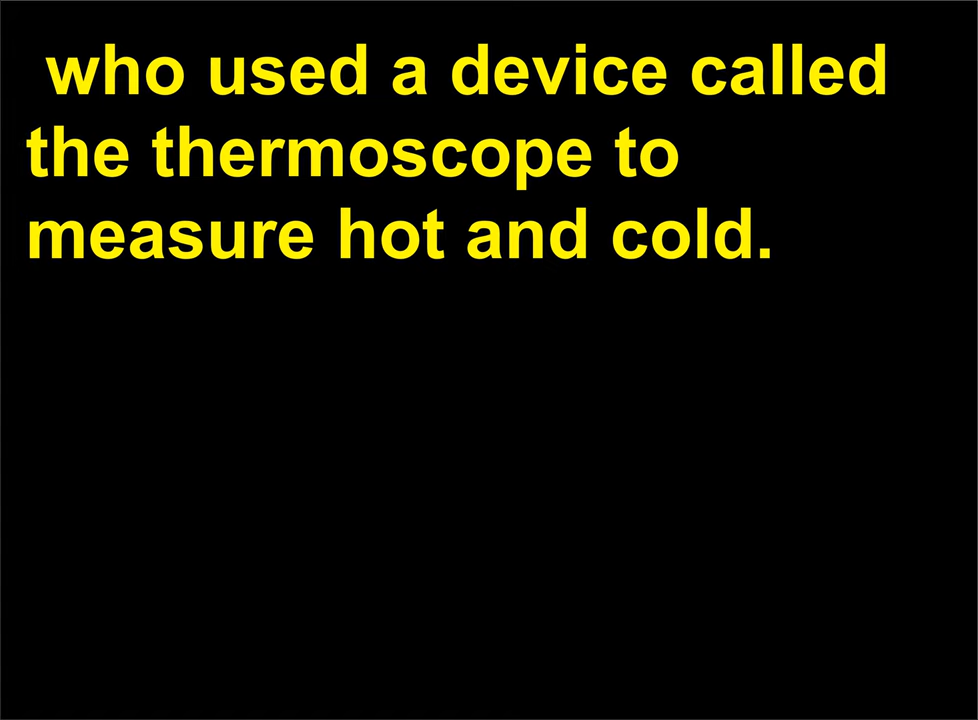 who used a device called
the thermoscope to
measure hot and cold.